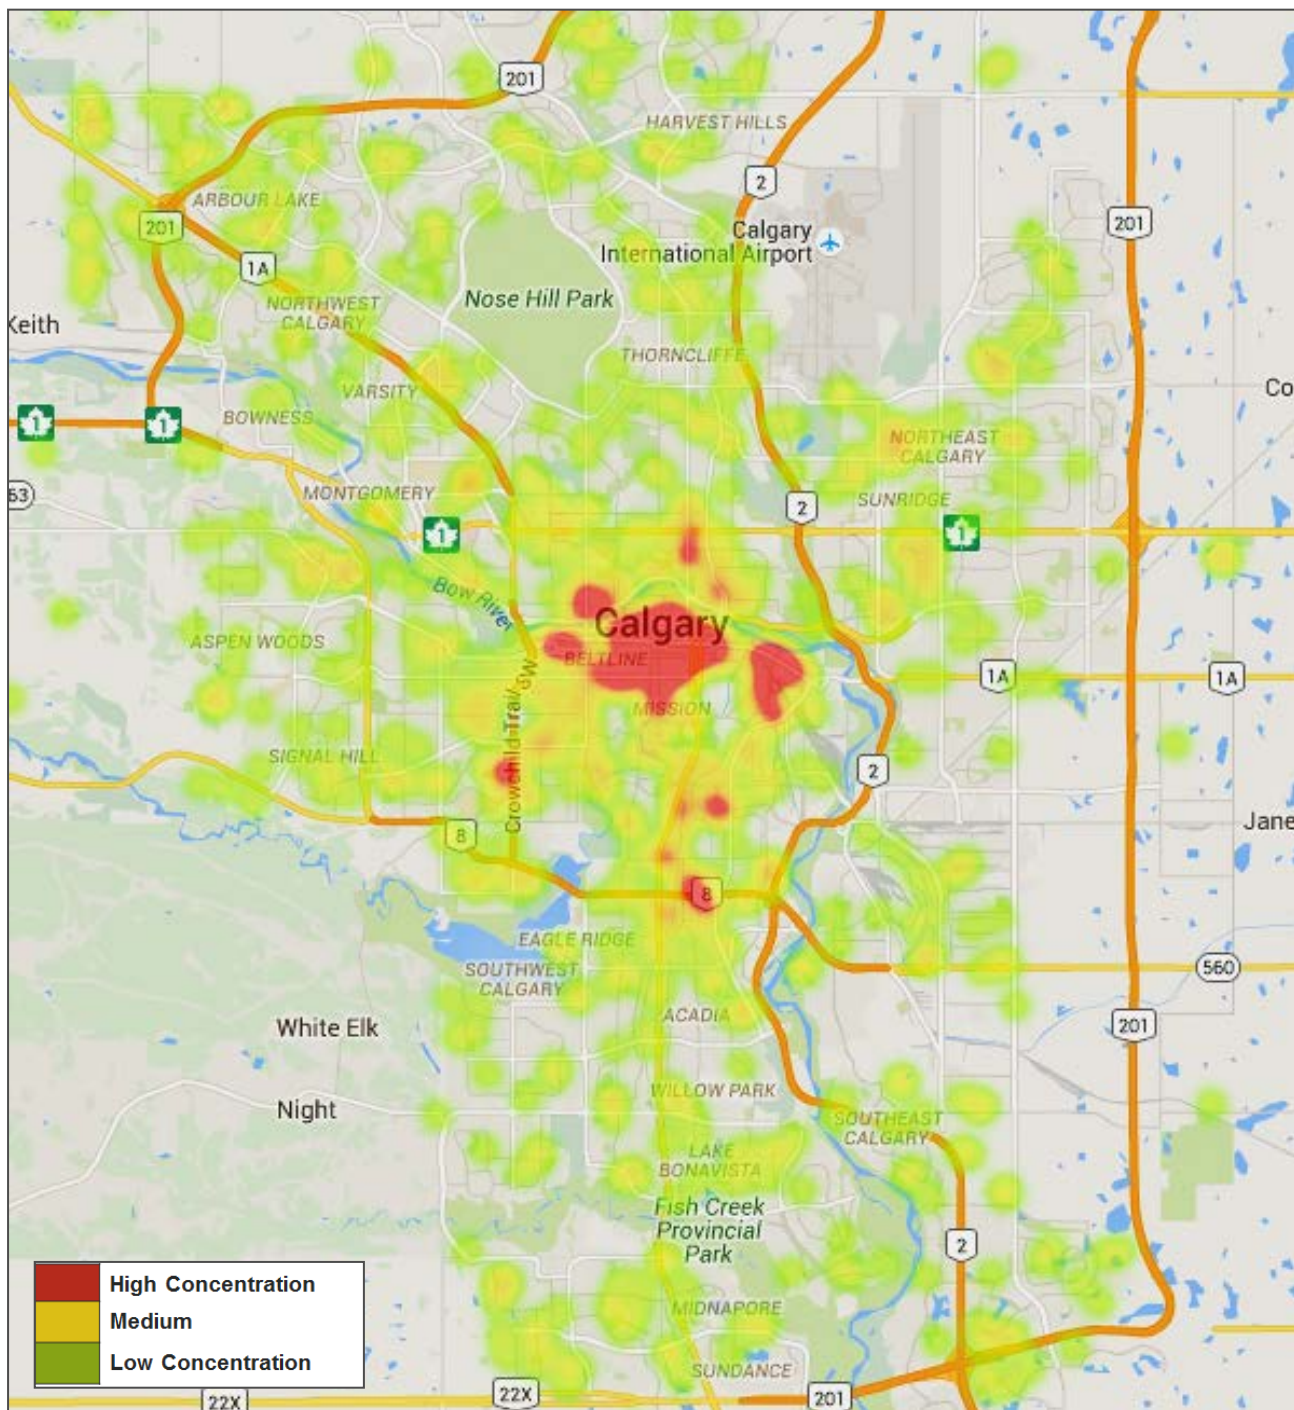 201
HARVEST HILLS
2
ARBOUR LAKE
201
201
Calgary
International Airport
1A
Nose Hill Park
NORTHWEST
CALGARY
Keith
THORNCLIFFE
VARSITY
Co
BOWNESS
1
1
NORTHEAST
CALGARY
MONTGOMERY
63
SUNRIDGE
2
1
1
Bow River
Calgary
ASPEN WOODS
BELTLINE
1A
1A
MISSION
Crowchild Trail SW
SIGNAL HILL
2
Jane
8
8
EAGLE RIDGE
SOUTHWEST
CALGARY
560
ACADIA
White Elk
201
WILLOW PARK
Night
SOUTHEAST
CALGARY
LAKE
BONAVISTA
Fish Creek
Provincial
Park
2
High Concentration
Medium
Low Concentration
MIDNAPORE
SUNDANCE
22X
22X
201